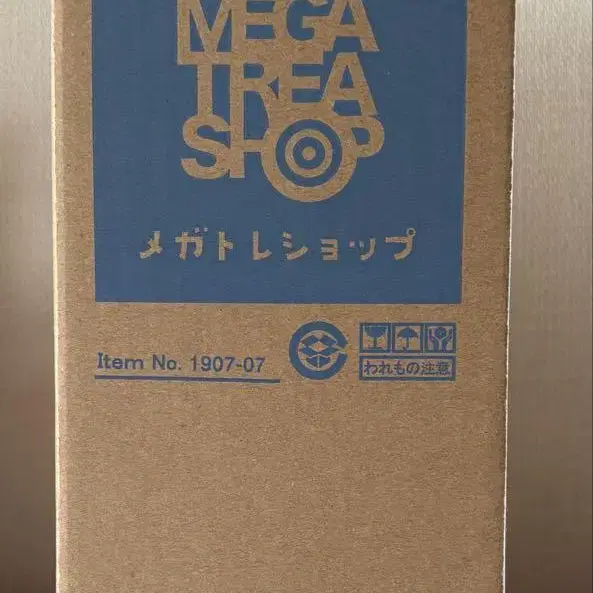 MEGA
TREA
SHOP
メガトレショップ
Item No. 1907-07
われもの注意